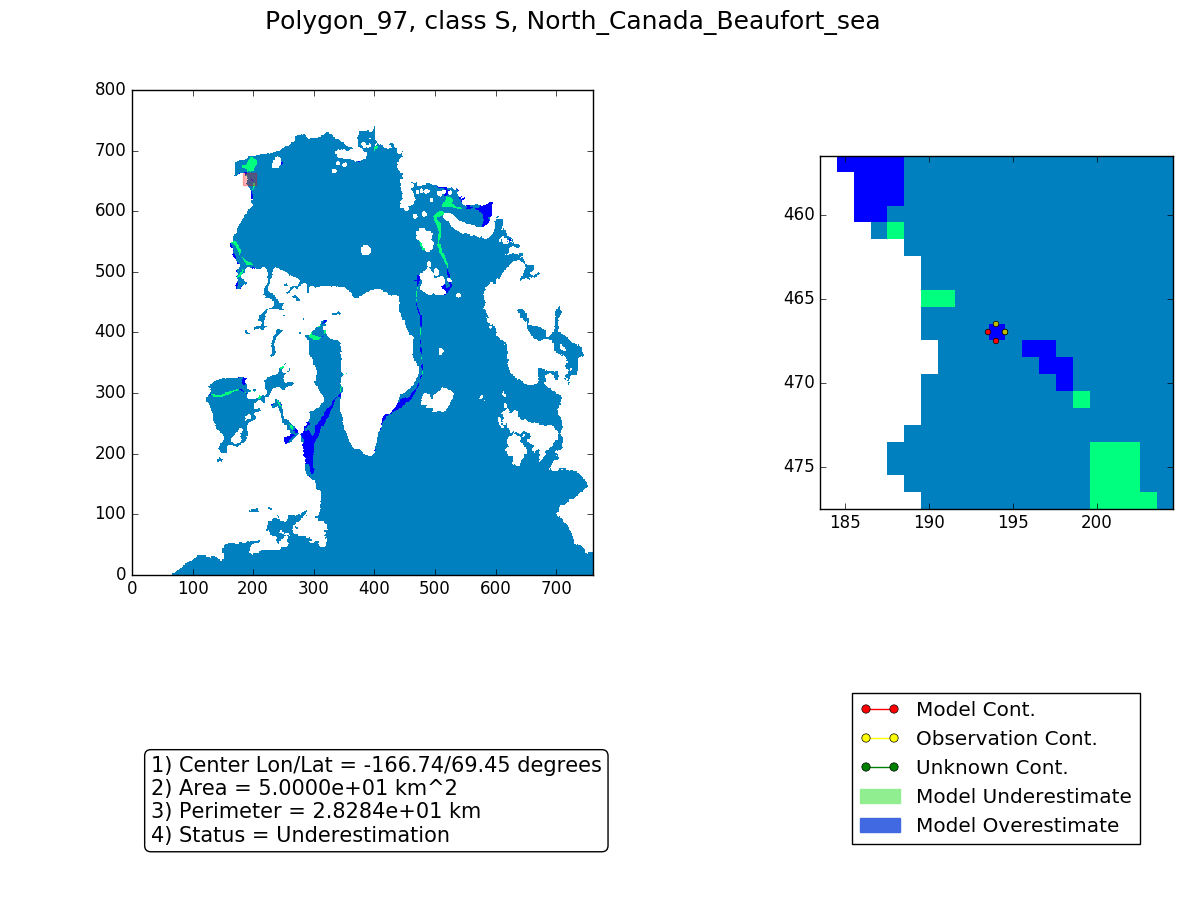 Polygon_97, class S, North_Canada_Beaufort_sea
800
700
600
500
400
300
200
100
0
0 100 200 300 400 500 600 700
460
465
470
475
185 190 195 200
1) Center Lon/Lat = -166.74/69.45 degrees
2) Area = 5.0000e+01 km^2
3) Perimeter = 2.8284e+01 km
4) Status = Underestimation
Model Cont.
Observation Cont.
Unknown Cont.
Model Underestimate
Model Overestimate